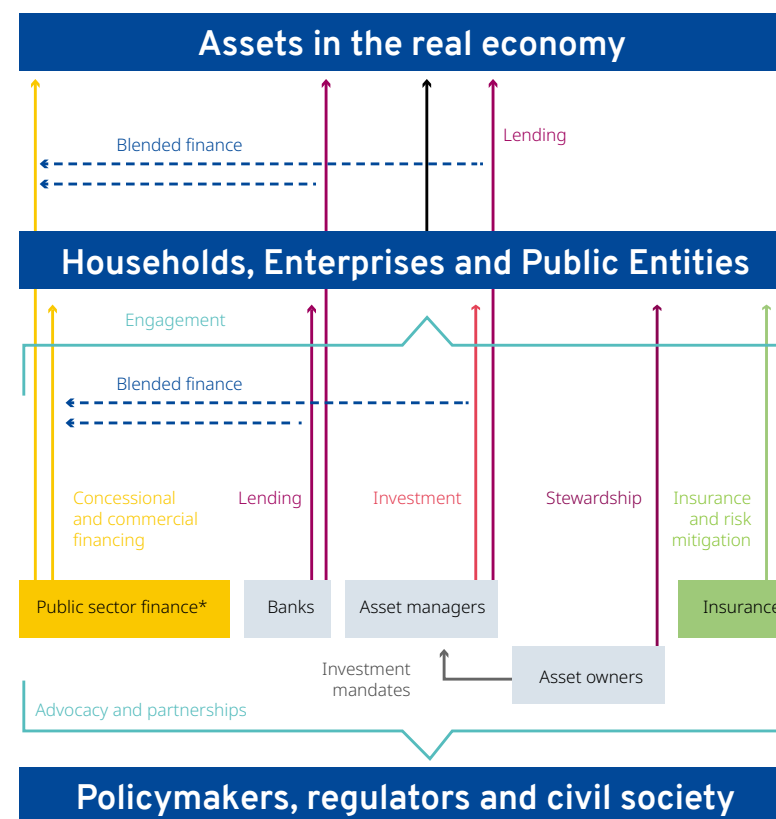 Assets in the real economy
Blended finance
Lending
Households, Enterprises and Public Entities
Engagement
Blended finance
Concessional
and commercial
financing
Lending
Investment
Stewardship
Insurance
and risk
mitigation
Public sector finance*
Banks
Asset managers
Insurance
Investment
mandates
Asset owners
Advocacy and partnerships
Policymakers, regulators and civil society